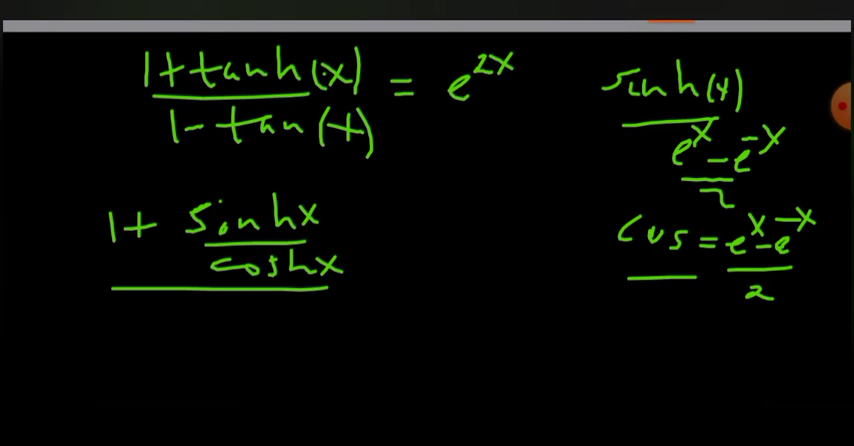 1+tanh(x) / 1-tan(x) = e^2x
1+ sinhx / coshx
sinh(x)
e^x - e^-x / 2
cos = e^x - e^-x / 2